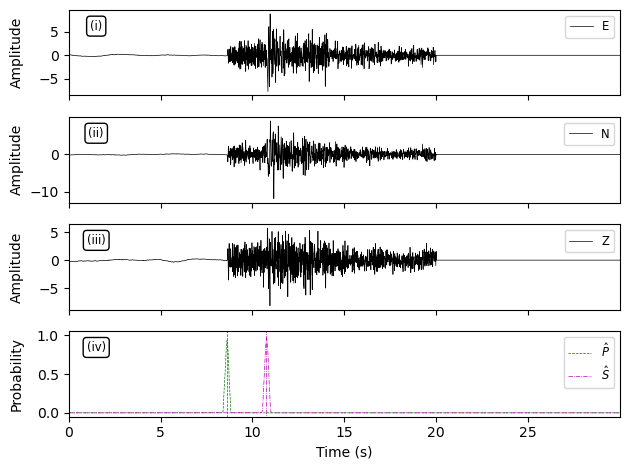 Amplitude
5
0
−5
(i)
E
Amplitude
0
−10
(ii)
N
Amplitude
5
0
−5
(iii)
Z
Probability
1.0
0.5
0.0
(iv)
P̂
Ŝ
0 5 10 15 20 25
Time (s)